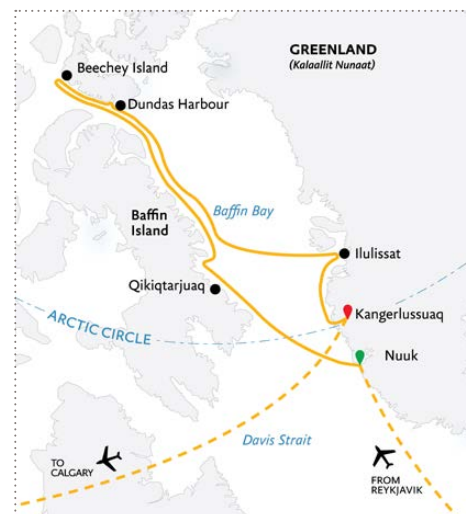 GREENLAND
(Kalaallit Nunaat)
Beechey Island
Dundas Harbour
Baffin
Island
Baffin Bay
Ilulissat
Qikiqtarjuaq
Kangerlussuaq
ARCTIC CIRCLE
Nuuk
Davis Strait
TO
CALGARY
FROM
REYKJAVIK